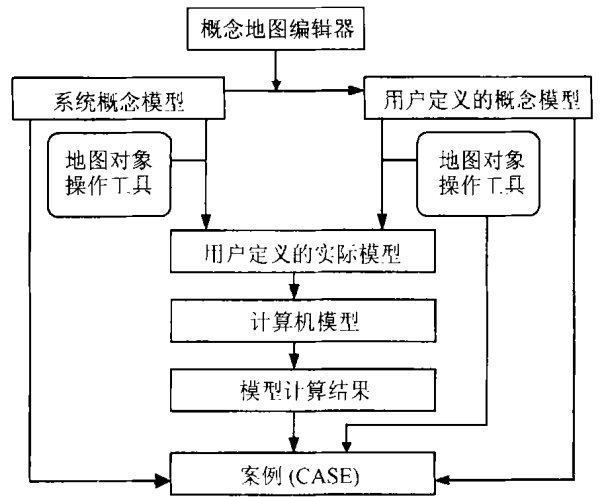 概念地图编辑器
系统概念模型
用户定义的概念模型
地图对象
操作工具
地图对象
操作工具
用户定义的实际模型
计算机模型
模型计算结果
案例 (CASE)